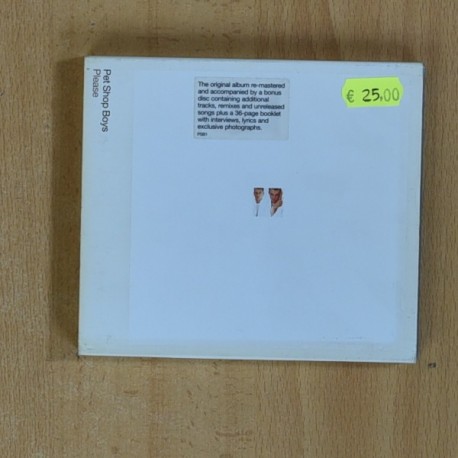 Pet Shop Boys
Please
The original album re-mastered
and accompanied by a bonus
disc containing additional
tracks, remixes and unreleased
songs plus a 36-page booklet
with interviews, lyrics and
exclusive photographs.
€ 25,00